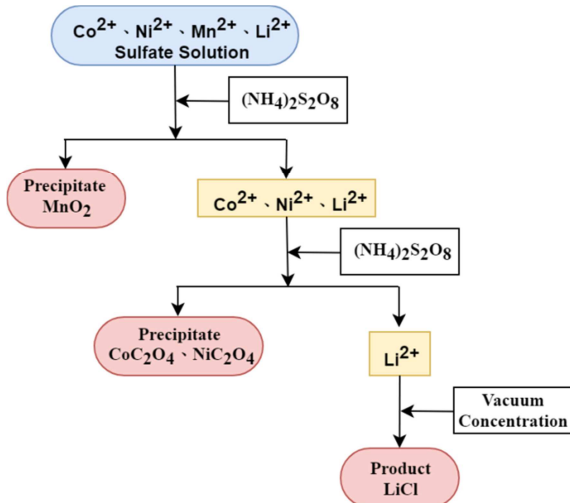 Co2+、Ni2+、Mn2+、Li2+
Sulfate Solution
(NH4)2S2O8
Precipitate
MnO2
Co2+、Ni2+、Li2+
(NH4)2S2O8
Precipitate
CoC2O4、NiC2O4
Li2+
Vacuum
Concentration
Product
LiCl